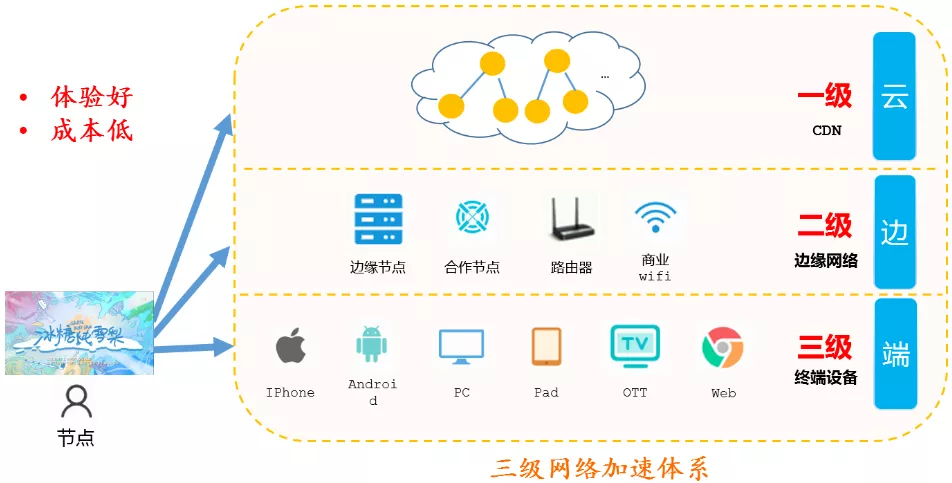 • 体验好
• 成本低
...
一级
CDN
云
边缘节点
合作节点
路由器
商业
wifi
二级
边缘网络
边
冰糖炖雪梨
节点
TV
IPhone
Androi
d
PC
Pad
OTT
Web
三级
终端设备
端
三级网络加速体系